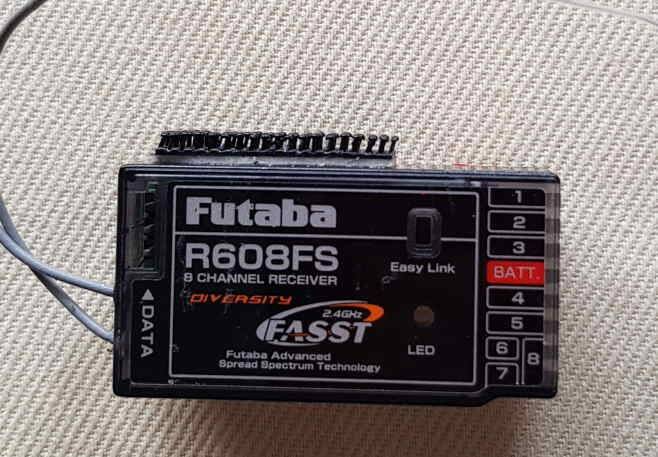 Futaba
R608FS
8 CHANNEL RECEIVER
DIVERSITY
2.4GHz
FASST
Futaba Advanced
Spread Spectrum Technology
Easy Link
LED
◀DATA
1
2
3
BATT.
4
5
6
7
8